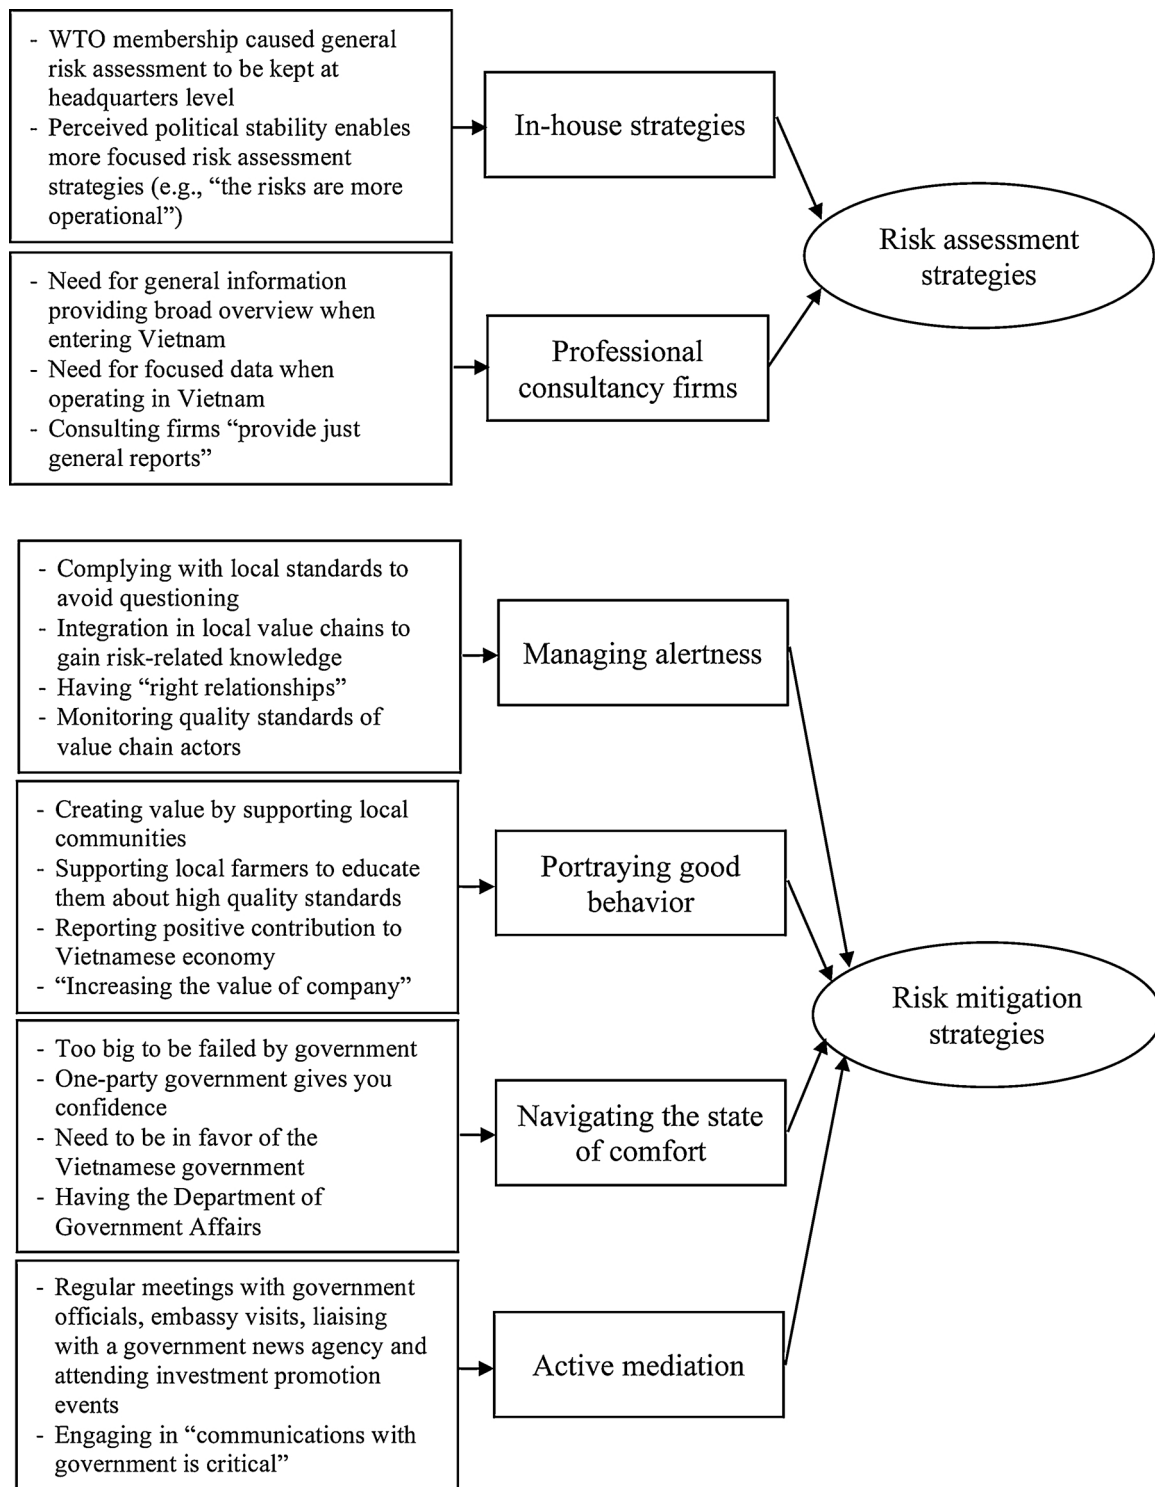 - WTO membership caused general
risk assessment to be kept at
headquarters level
- Perceived political stability enables
more focused risk assessment
strategies (e.g., “the risks are more
operational”)
In-house strategies
- Need for general information
providing broad overview when
entering Vietnam
- Need for focused data when
operating in Vietnam
- Consulting firms “provide just
general reports”
Professional
consultancy firms
Risk assessment
strategies
- Complying with local standards to
avoid questioning
- Integration in local value chains to
gain risk-related knowledge
- Having “right relationships”
- Monitoring quality standards of
value chain actors
Managing alertness
- Creating value by supporting local
communities
- Supporting local farmers to educate
them about high quality standards
- Reporting positive contribution to
Vietnamese economy
- “Increasing the value of company”
Portraying good
behavior
- Too big to be failed by government
- One-party government gives you
confidence
- Need to be in favor of the
Vietnamese government
- Having the Department of
Government Affairs
Navigating the state
of comfort
- Regular meetings with government
officials, embassy visits, liaising
with a government news agency and
attending investment promotion
events
- Engaging in “communications with
government is critical”
Active mediation
Risk mitigation
strategies